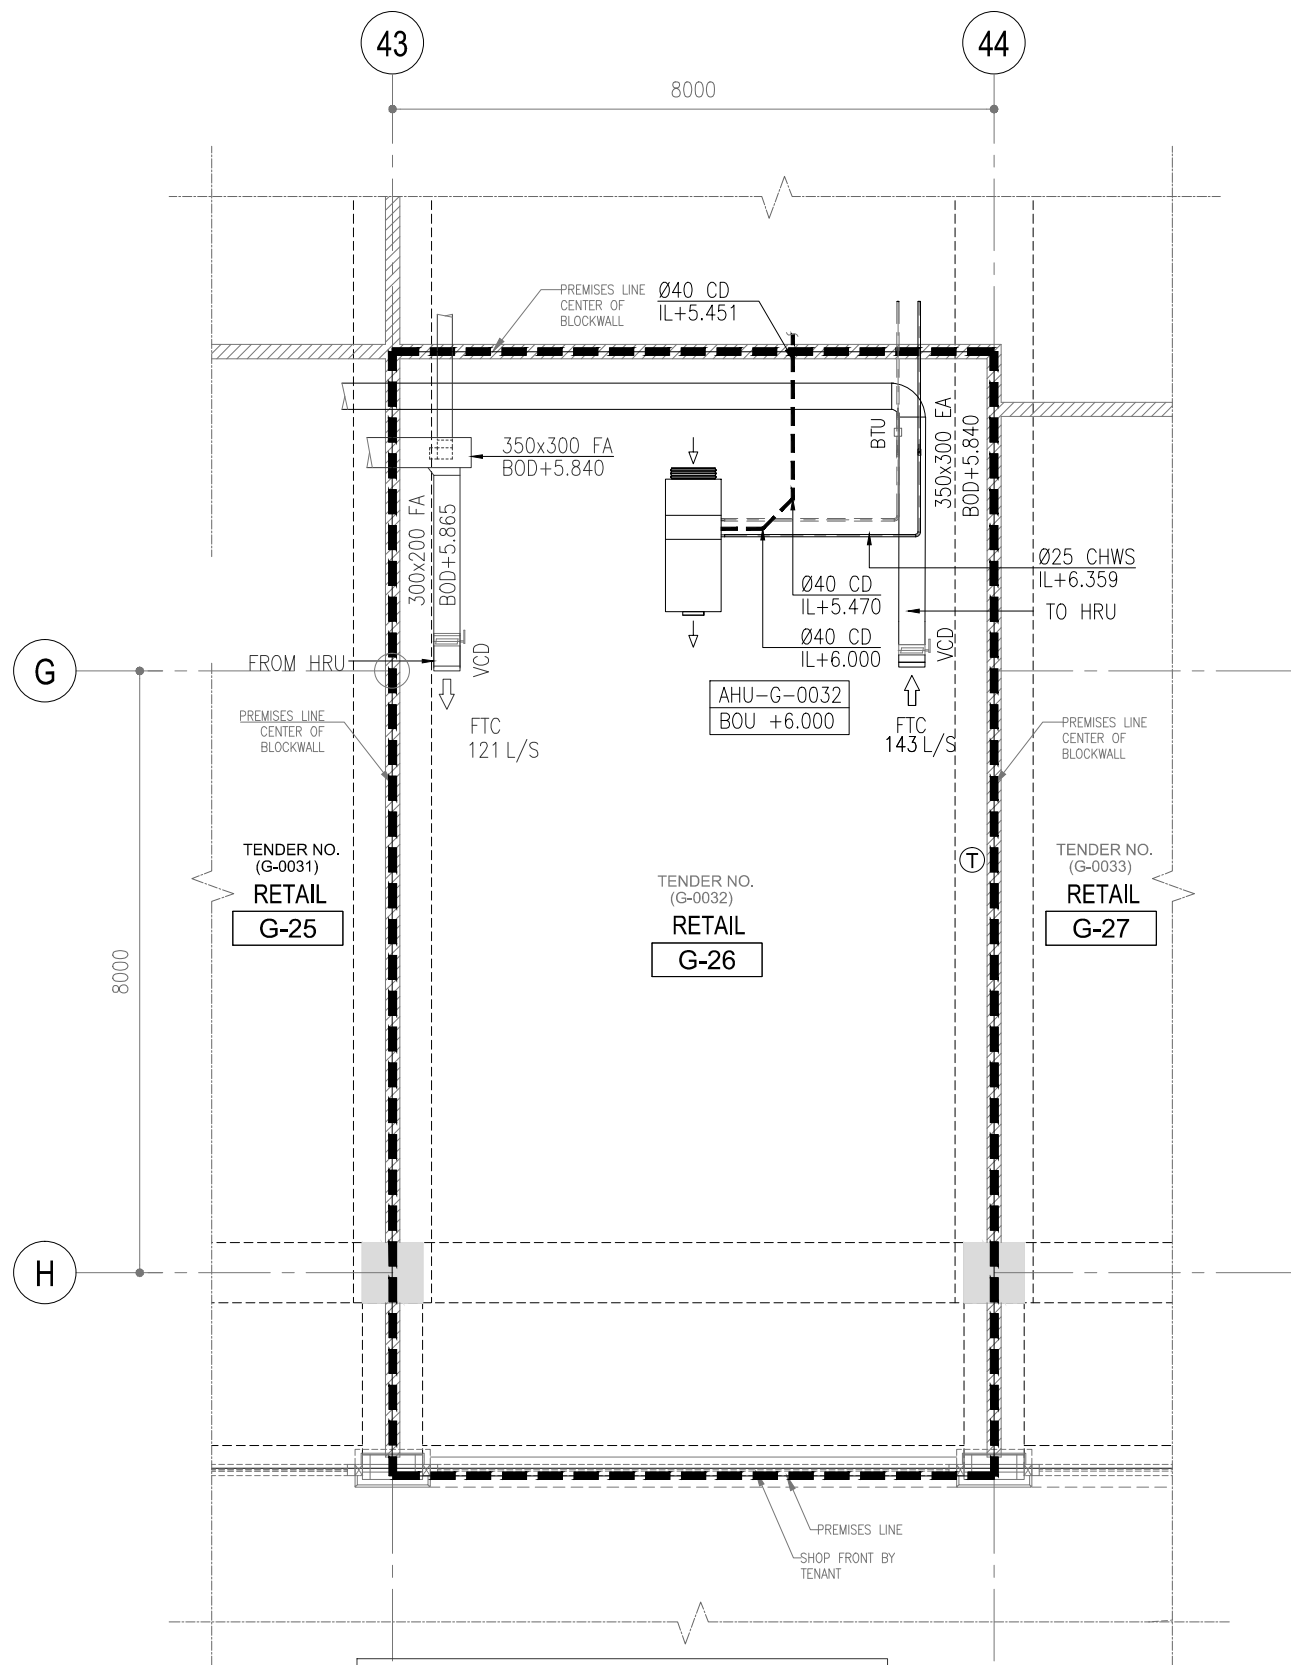 43
44
8000
PREMISES LINE
CENTER OF
BLOCKWALL
Ø40 CD
IL+5.451
350x300 FA
BOD+5.840
300x200 FA
BOD+5.865
BTU
350x300 EA
BOD+5.840
Ø25 CHWS
IL+6.359
TO HRU
Ø40 CD
IL+5.470
Ø40 CD
IL+6.000
VCD
VCD
FROM HRU
G
AHU-G-0032
BOU +6.000
FTC
121 L/S
FTC
143 L/S
PREMISES LINE
CENTER OF
BLOCKWALL
PREMISES LINE
CENTER OF
BLOCKWALL
TENDER NO.
(G-0031)
RETAIL
G-25
TENDER NO.
(G-0032)
RETAIL
G-26
T
TENDER NO.
(G-0033)
RETAIL
G-27
8000
H
PREMISES LINE
SHOP FRONT BY
TENANT